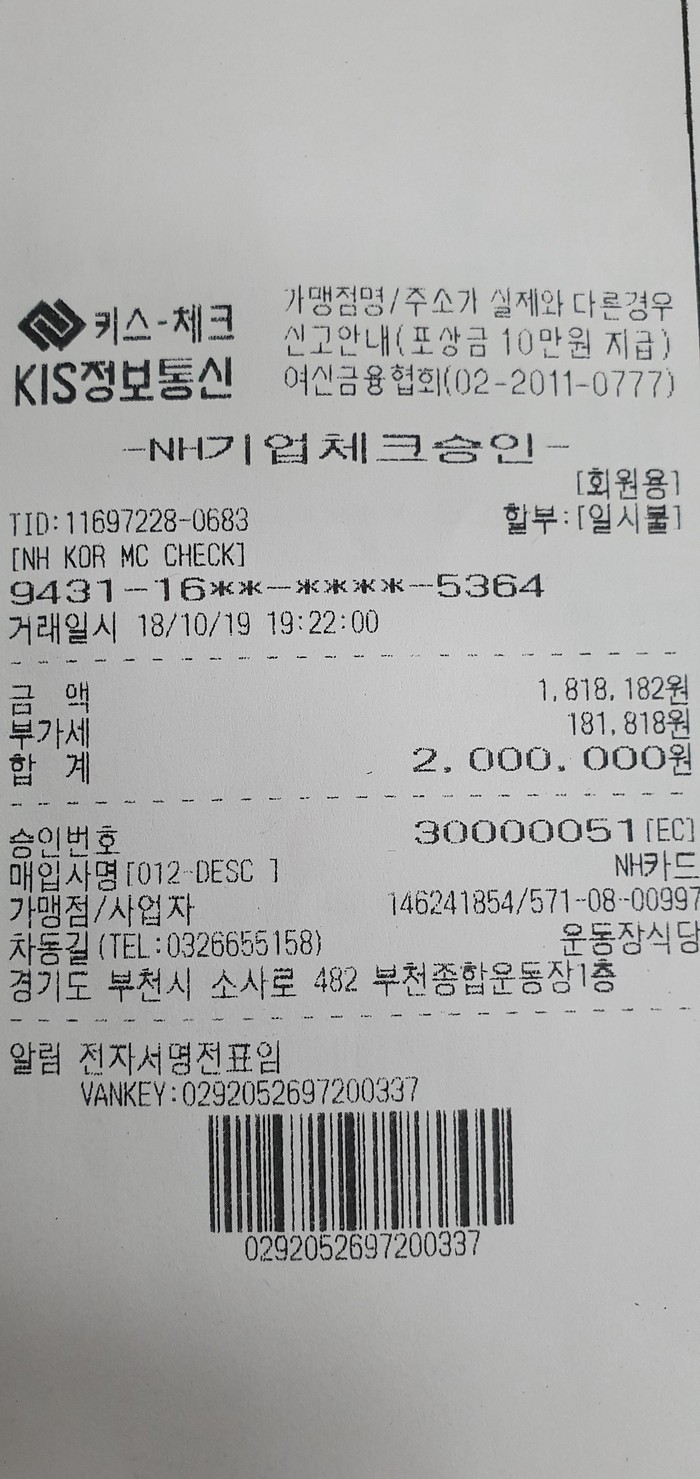 키스-체크
KIS정보통신
가맹점명/주소가 실제와 다른경우
신고안내(포상금 10만원 지급)
여신금융협회(02-2011-0777)
-NH기업체크승인-
[회원용]
TID:11697228-0683 할부:[일시불]
[NH KOR MC CHECK]
9431-16**-****-5364
거래일시 18/10/19 19:22:00
금 액 1,818,182원
부가세 181,818원
합 계 2,000,000원
승인번호 30000051[EC]
매입사명[012-DESC ] NH카드
가맹점/사업자 146241854/571-08-00997
차동길(TEL:0326655158) 운동장식당
경기도 부천시 소사로 482 부천종합운동장1층
알림 전자서명전표임
VANKEY:0292052697200337
0292052697200337